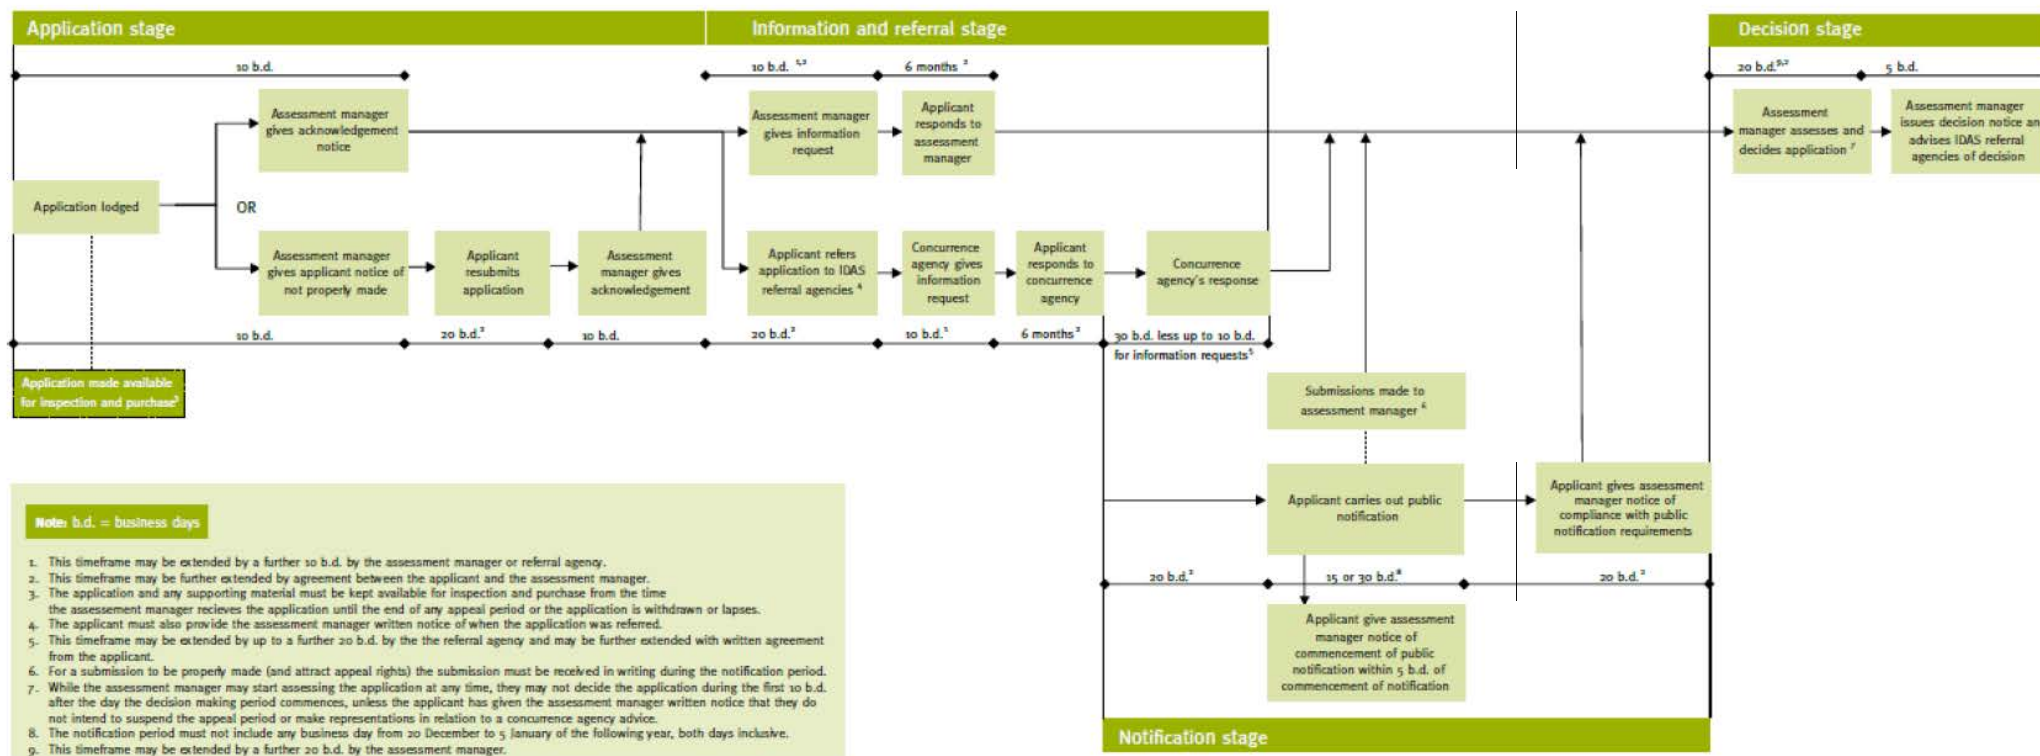 Application stage
Information and referral stage
Decision stage
10 b.d.
10 b.d. 1,2
6 months 2
20 b.d.9,2
5 b.d.
Assessment manager
gives acknowledgement
notice
Assessment manager
gives information
request
Applicant
responds to
assessment
manager
Assessment
manager assesses and
decides application 7
Assessment manager
issues decision notice an
advises IDAS referral
agencies of decision
Application lodged
OR
Assessment manager
gives applicant notice of
not properly made
Applicant
resubmits
application
Assessment
manager gives
acknowledgement
Applicant refers
application to IDAS
referral agencies 4
Concurrence
agency gives
information
request
Applicant
responds to
concurrence
agency
Concurrence
agency's response
10 b.d.
20 b.d.2
10 b.d.
20 b.d.2
10 b.d.1
6 months2
30 b.d. less up to 10 b.d.
for information requests5
Application made available
for inspection and purchase3
Submissions made to
assessment manager 6
Applicant carries out public
notification
Applicant gives assessment
manager notice of
compliance with public
notification requirements
20 b.d.2
15 or 30 b.d.8
20 b.d.2
Applicant give assessment
manager notice of
commencement of public
notification within 5 b.d. of
commencement of notification
Notification stage
Note: b.d. = business days
1. This timeframe may be extended by a further 10 b.d. by the assessment manager or referral agency.
2. This timeframe may be further extended by agreement between the applicant and the assessment manager.
3. The application and any supporting material must be kept available for inspection and purchase from the time
the assessement manager recieves the application until the end of any appeal period or the application is withdrawn or lapses.
4. The applicant must also provide the assessment manager written notice of when the application was referred.
5. This timeframe may be extended by up to a further 20 b.d. by the the referral agency and may be further extended with written agreement
from the applicant.
6. For a submission to be properly made (and attract appeal rights) the submission must be received in writing during the notification period.
7. While the assessment manager may start assessing the application at any time, they may not decide the application during the first 10 b.d.
after the day the decision making period commences, unless the applicant has given the assessment manager written notice that they do
not intend to suspend the appeal period or make representations in relation to a concurrence agency advice.
8. The notification period must not include any business day from 20 December to 5 January of the following year, both days inclusive.
9. This timeframe may be extended by a further 20 b.d. by the assessment manager.